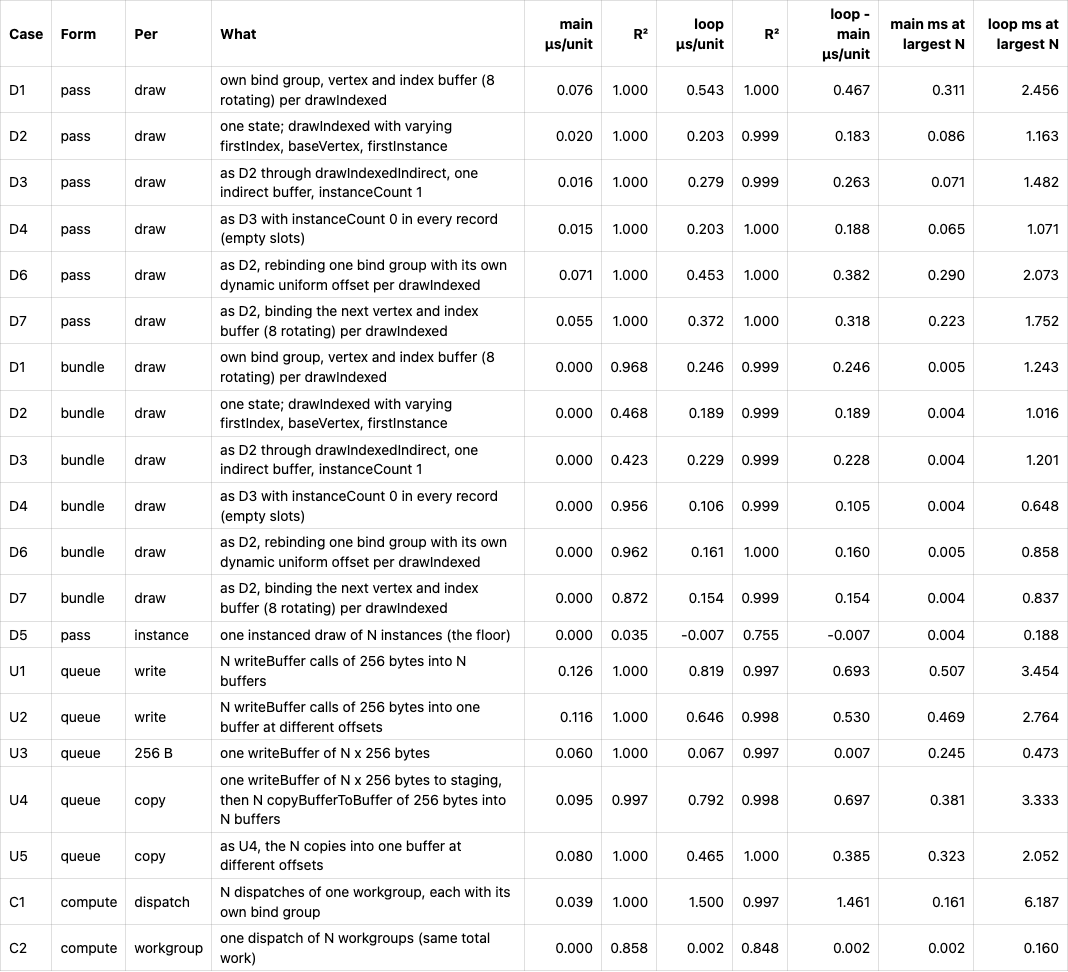 Case Form Per What main µs/unit R² loop µs/unit R² loop - main µs/unit main ms at largest N loop ms at largest N
D1 pass draw own bind group, vertex and index buffer (8 rotating) per drawIndexed 0.076 1.000 0.543 1.000 0.467 0.311 2.456
D2 pass draw one state; drawIndexed with varying firstIndex, baseVertex, firstInstance 0.020 1.000 0.203 0.999 0.183 0.086 1.163
D3 pass draw as D2 through drawIndexedIndirect, one indirect buffer, instanceCount 1 0.016 1.000 0.279 0.999 0.263 0.071 1.482
D4 pass draw as D3 with instanceCount 0 in every record (empty slots) 0.015 1.000 0.203 1.000 0.188 0.065 1.071
D6 pass draw as D2, rebinding one bind group with its own dynamic uniform offset per drawIndexed 0.071 1.000 0.453 1.000 0.382 0.290 2.073
D7 pass draw as D2, binding the next vertex and index buffer (8 rotating) per drawIndexed 0.055 1.000 0.372 1.000 0.318 0.223 1.752
D1 bundle draw own bind group, vertex and index buffer (8 rotating) per drawIndexed 0.000 0.968 0.246 0.999 0.246 0.005 1.243
D2 bundle draw one state; drawIndexed with varying firstIndex, baseVertex, firstInstance 0.000 0.468 0.189 0.999 0.189 0.004 1.016
D3 bundle draw as D2 through drawIndexedIndirect, one indirect buffer, instanceCount 1 0.000 0.423 0.229 0.999 0.228 0.004 1.201
D4 bundle draw as D3 with instanceCount 0 in every record (empty slots) 0.000 0.956 0.106 0.999 0.105 0.004 0.648
D6 bundle draw as D2, rebinding one bind group with its own dynamic uniform offset per drawIndexed 0.000 0.962 0.161 1.000 0.160 0.005 0.858
D7 bundle draw as D2, binding the next vertex and index buffer (8 rotating) per drawIndexed 0.000 0.872 0.154 0.999 0.154 0.004 0.837
D5 pass instance one instanced draw of N instances (the floor) 0.000 0.035 -0.007 0.755 -0.007 0.004 0.188
U1 queue write N writeBuffer calls of 256 bytes into N buffers 0.126 1.000 0.819 0.997 0.693 0.507 3.454
U2 queue write N writeBuffer calls of 256 bytes into one buffer at different offsets 0.116 1.000 0.646 0.998 0.530 0.469 2.764
U3 queue 256 B one writeBuffer of N x 256 bytes 0.060 1.000 0.067 0.997 0.007 0.245 0.473
U4 queue copy one writeBuffer of N x 256 bytes to staging, then N copyBufferToBuffer of 256 bytes into N buffers 0.095 0.997 0.792 0.998 0.697 0.381 3.333
U5 queue copy as U4, the N copies into one buffer at different offsets 0.080 1.000 0.465 1.000 0.385 0.323 2.052
C1 compute dispatch N dispatches of one workgroup, each with its own bind group 0.039 1.000 1.500 0.997 1.461 0.161 6.187
C2 compute workgroup one dispatch of N workgroups (same total work) 0.000 0.858 0.002 0.848 0.002 0.002 0.160